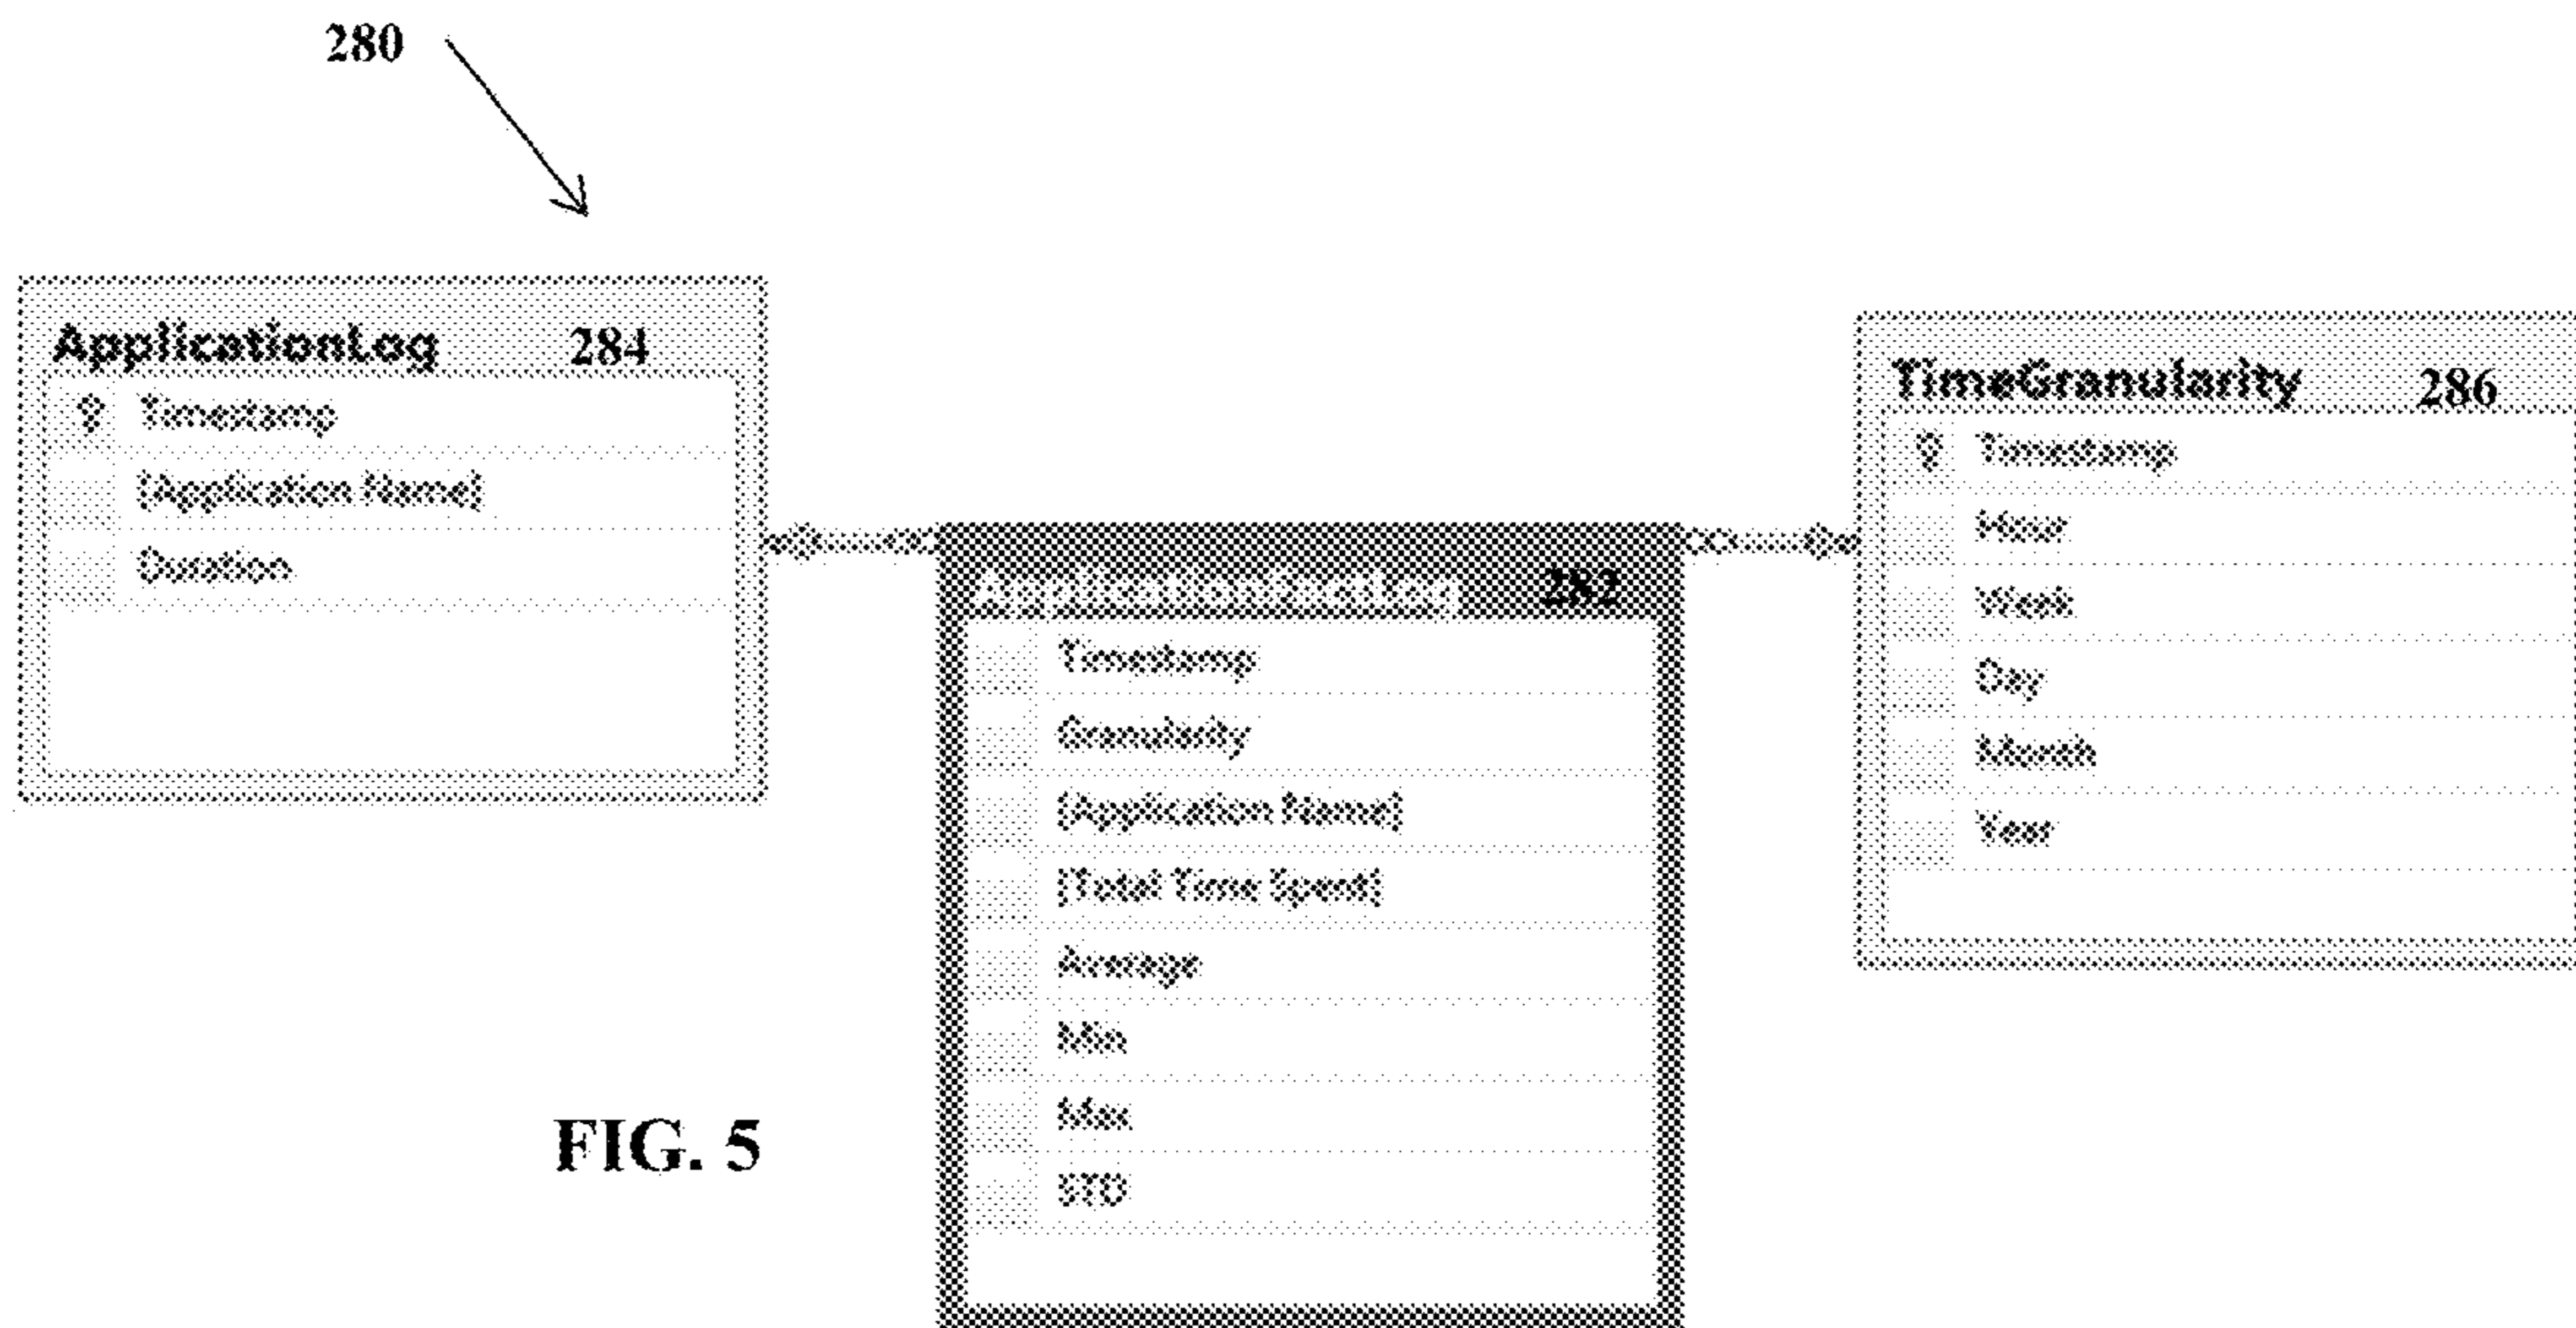 280
ApplicationLog 284
Timestamp
[Application Name]
Duration
ApplicationFactLog 282
Timestamp
Granularity
[Application Name]
[Total Time Spent]
Average
Min
Max
STD
TimeGranularity 286
Timestamp
Hour
Week
Day
Month
Year
FIG. 5